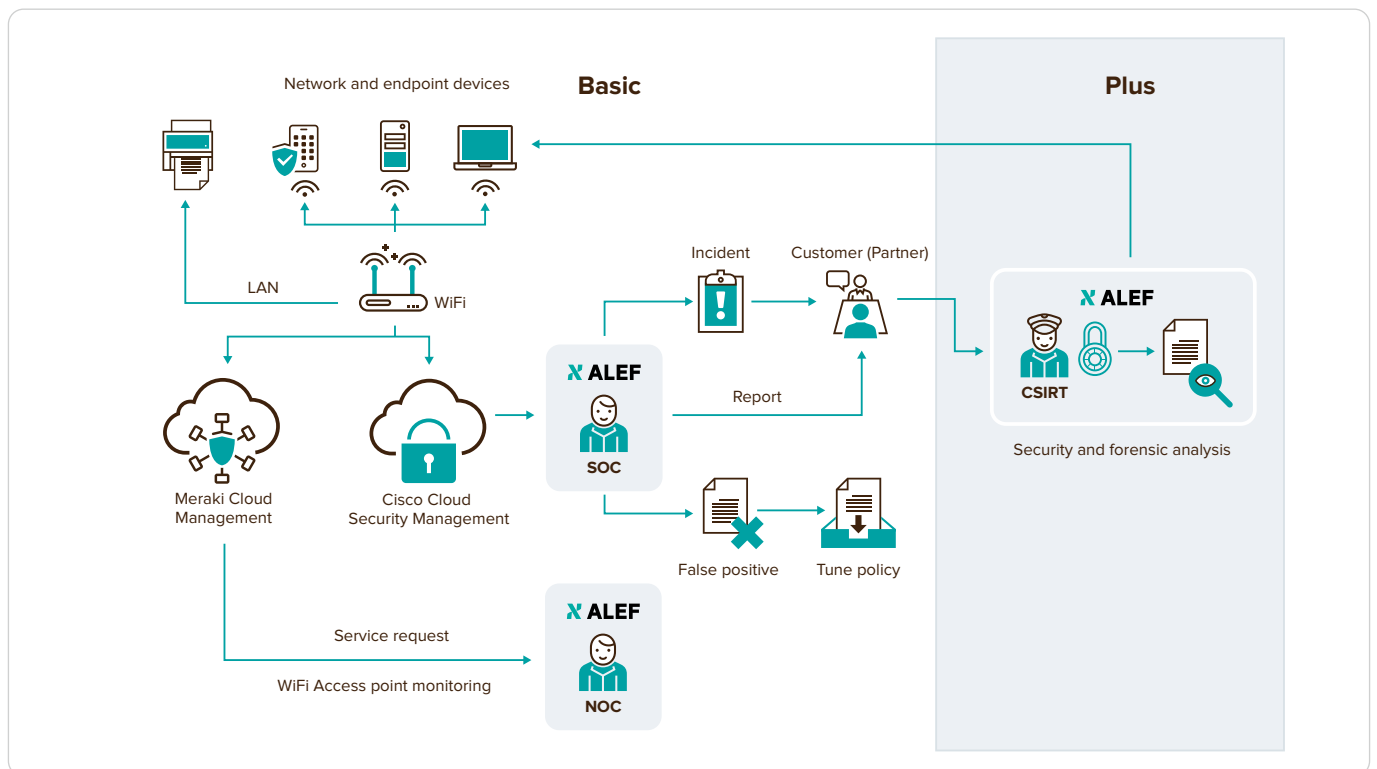 Network and endpoint devices
Basic
Plus
Incident
Customer (Partner)
LAN
WiFi
ALEF
CSIRT
Security and forensic analysis
ALEF
SOC
Report
Meraki Cloud
Management
Cisco Cloud
Security Management
False positive
Tune policy
ALEF
NOC
Service request
WiFi Access point monitoring